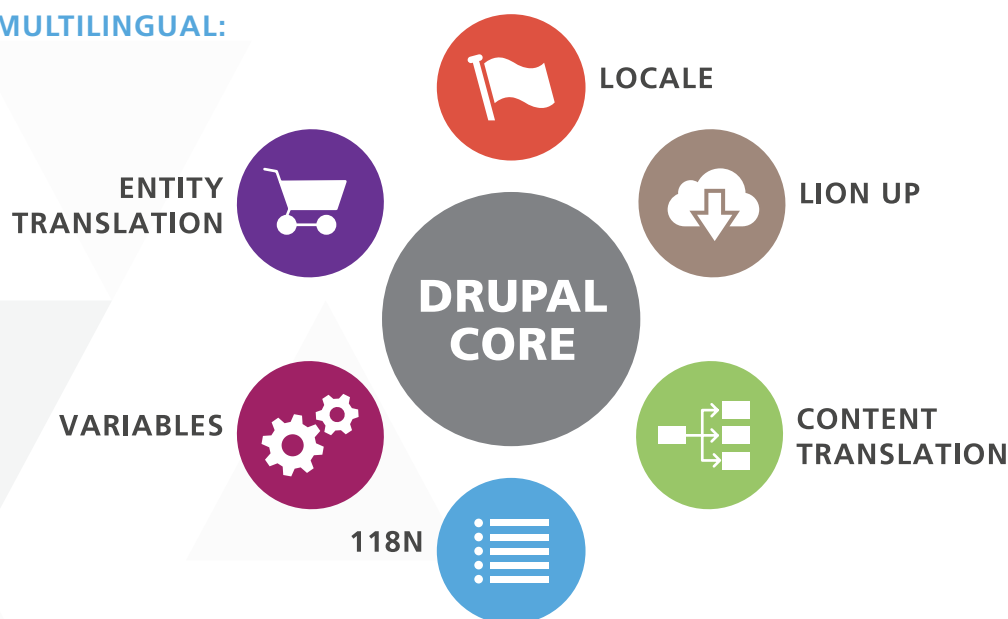 MULTILINGUAL:
LOCALE
LION UP
ENTITY
TRANSLATION
DRUPAL
CORE
VARIABLES
CONTENT
TRANSLATION
118N